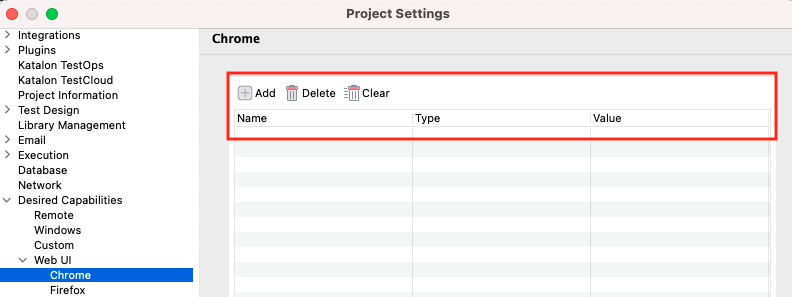 Project Settings
Integrations
Plugins
Katalon TestOps
Katalon TestCloud
Project Information
Test Design
Library Management
Email
Execution
Database
Network
Desired Capabilities
Remote
Windows
Custom
Web UI
Chrome
Firefox
Chrome
Add Delete Clear
Name Type Value